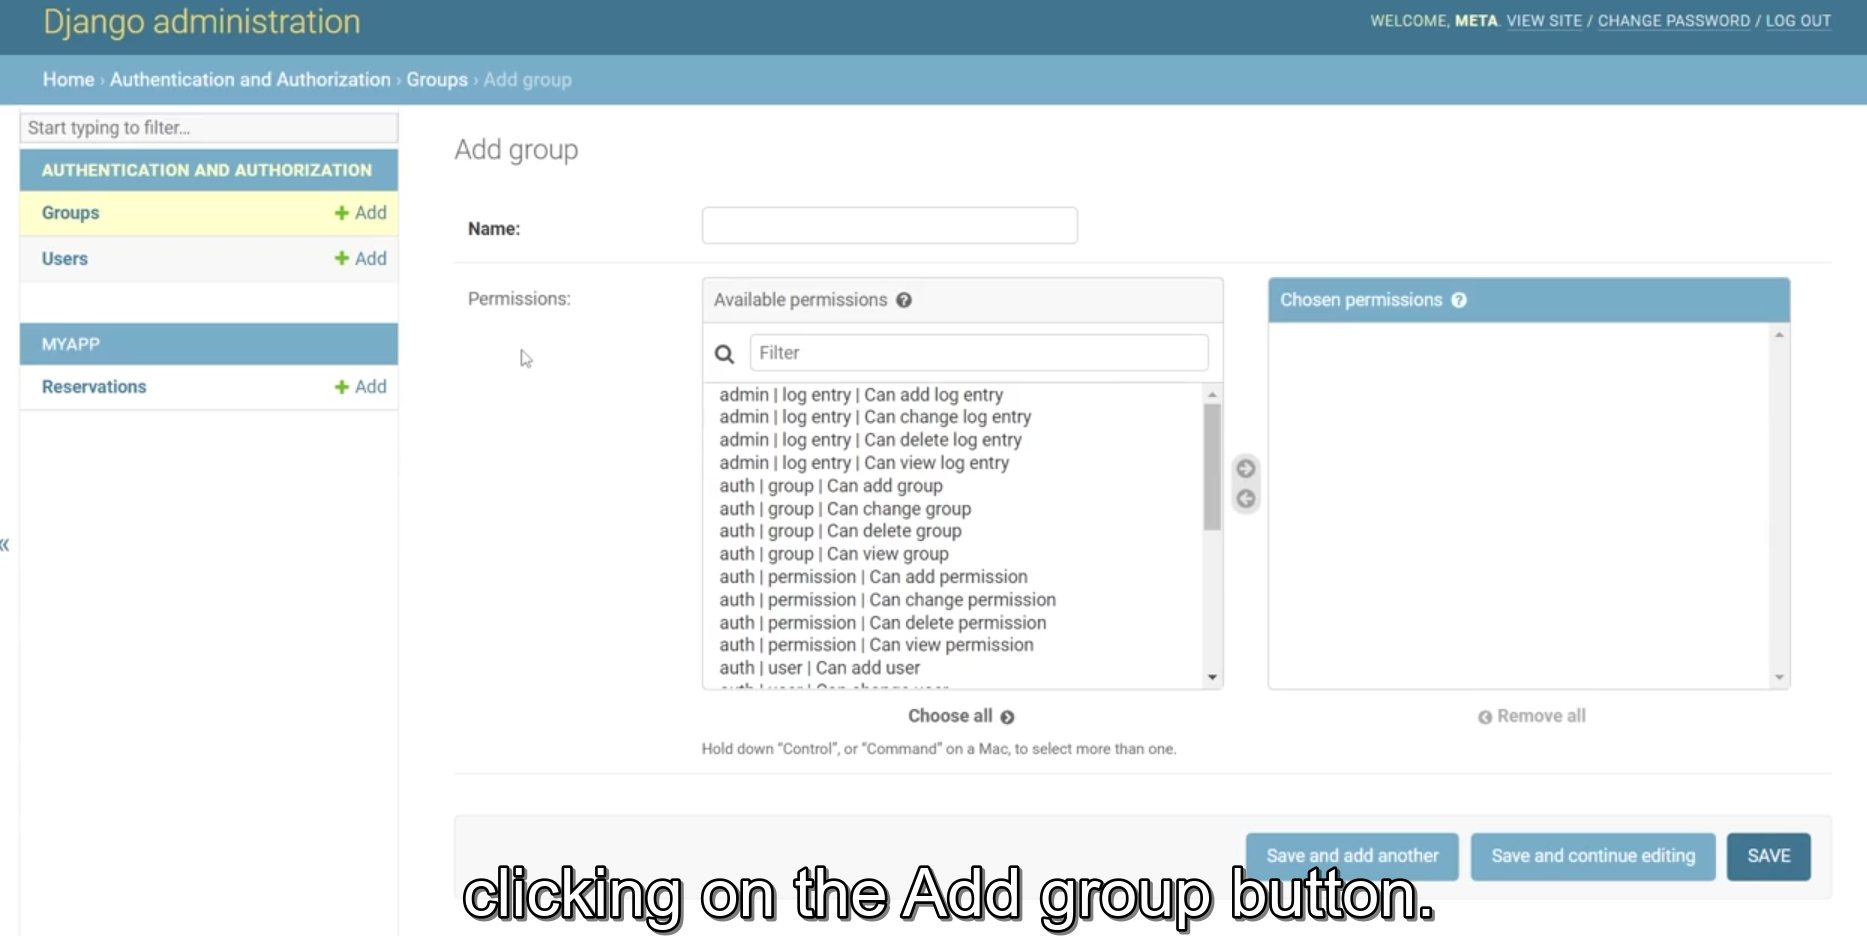 Django administration
WELCOME, META. VIEW SITE / CHANGE PASSWORD / LOG OUT
Home › Authentication and Authorization › Groups › Add group
Start typing to filter...
AUTHENTICATION AND AUTHORIZATION
Groups
+ Add
Users
+ Add
MYAPP
Reservations
+ Add
«
Add group
Name:
Permissions:
Available permissions ?
Filter
admin | log entry | Can add log entry
admin | log entry | Can change log entry
admin | log entry | Can delete log entry
admin | log entry | Can view log entry
auth | group | Can add group
auth | group | Can change group
auth | group | Can delete group
auth | group | Can view group
auth | permission | Can add permission
auth | permission | Can change permission
auth | permission | Can delete permission
auth | permission | Can view permission
auth | user | Can add user
auth | user | Can change user
Choose all
Hold down “Control”, or “Command” on a Mac, to select more than one.
Chosen permissions ?
Remove all
Save and add another
Save and continue editing
SAVE
clicking on the Add group button.